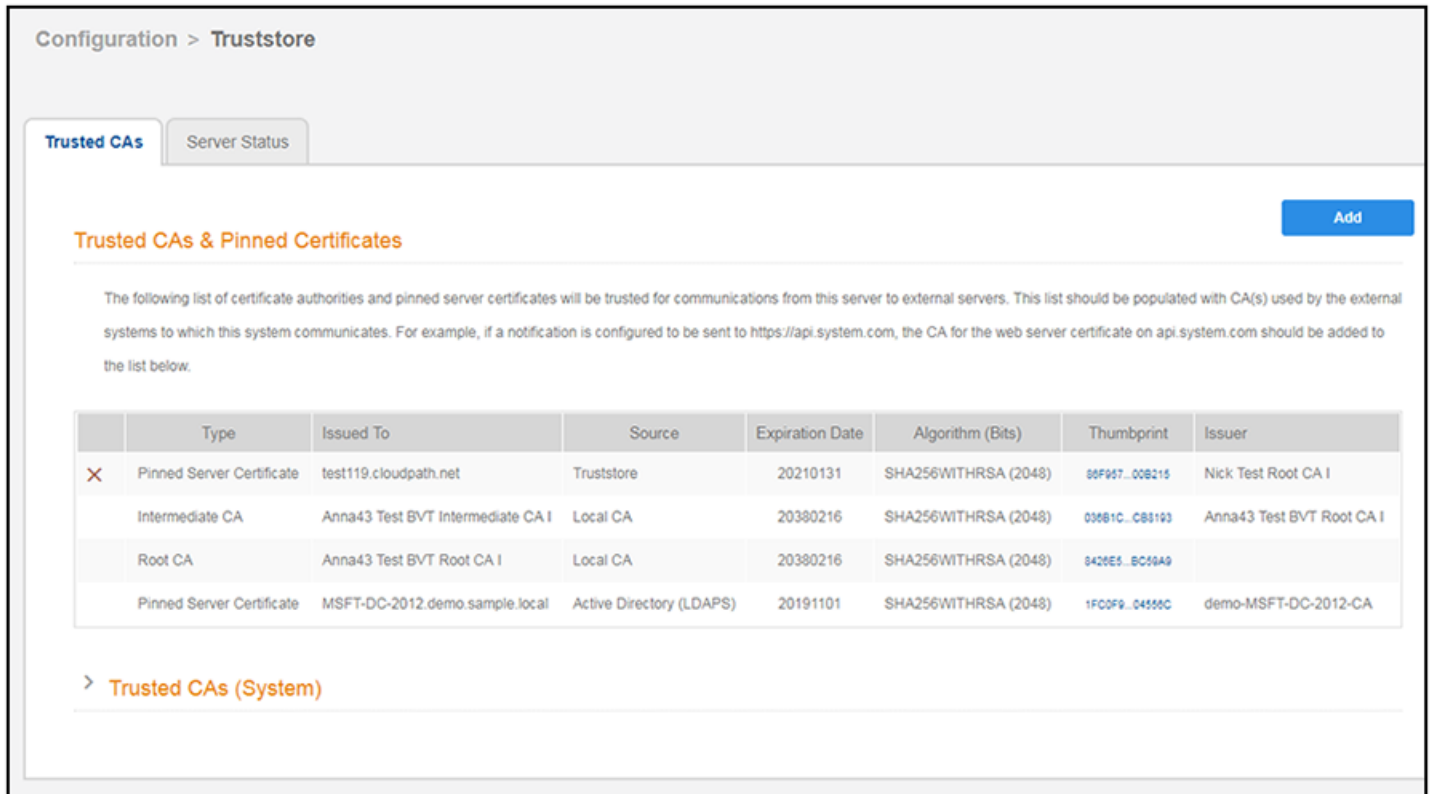 Configuration > Truststore
Trusted CAs Server Status
Add
Trusted CAs & Pinned Certificates
The following list of certificate authorities and pinned server certificates will be trusted for communications from this server to external servers. This list should be populated with CA(s) used by the external
systems to which this system communicates. For example, if a notification is configured to be sent to https://api.system.com, the CA for the web server certificate on api.system.com should be added to
the list below.
Type Issued To Source Expiration Date Algorithm (Bits) Thumbprint Issuer
Pinned Server Certificate test119.cloudpath.net Truststore 20210131 SHA256WITHRSA (2048) Nick Test Root CA I
Intermediate CA Anna43 Test BVT Intermediate CA I Local CA 20380216 SHA256WITHRSA (2048) 036B1C...CB8193 Anna43 Test BVT Root CA I
Root CA Anna43 Test BVT Root CA I Local CA 20380216 SHA256WITHRSA (2048) 8426E5...BC59A9
Pinned Server Certificate MSFT-DC-2012.demo.sample.local Active Directory (LDAPS) 20191101 SHA256WITHRSA (2048) 1FC0F9...04556C demo-MSFT-DC-2012-CA
> Trusted CAs (System)